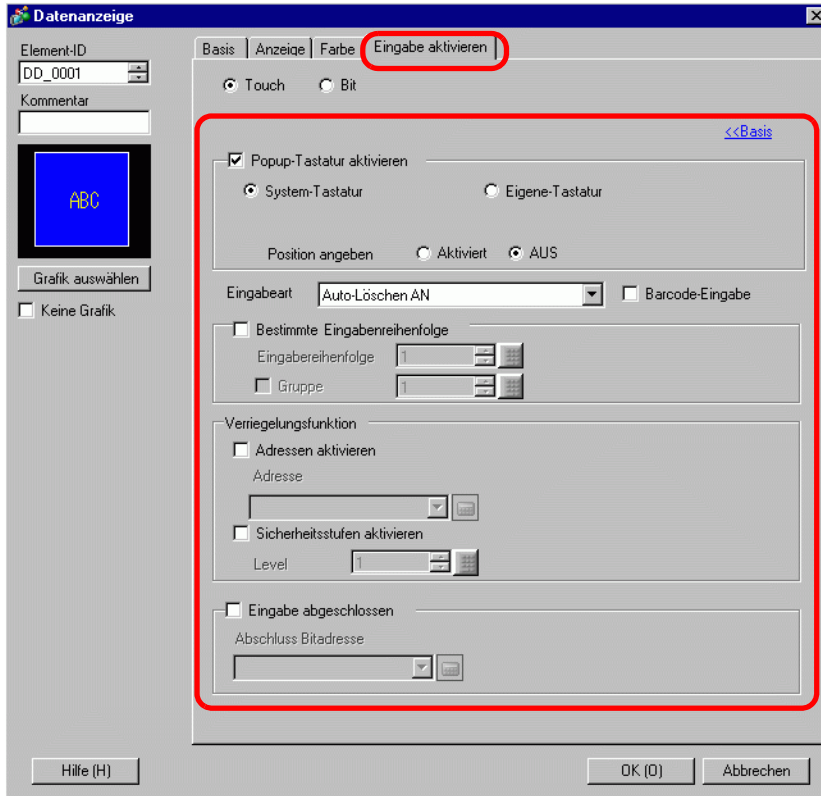 Datenanzeige
Element-ID
DD_0001
Kommentar
ABC
Grafik auswählen
Keine Grafik
Basis Anzeige Farbe Eingabe aktivieren
Touch Bit
<<Basis
Popup-Tastatur aktivieren
System-Tastatur Eigene-Tastatur
Position angeben Aktiviert AUS
Eingabeart Auto-Löschen AN Barcode-Eingabe
Bestimmte Eingabenreihenfolge
Eingabereihenfolge 1
Gruppe 1
Verriegelungsfunktion
Adressen aktivieren
Adresse
Sicherheitsstufen aktivieren
Level 1
Eingabe abgeschlossen
Abschluss Bitadresse
Hilfe (H) OK (O) Abbrechen